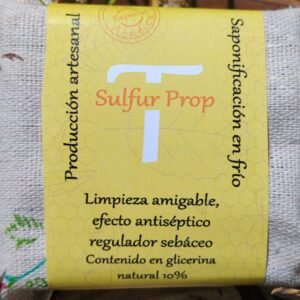 Producción artesanal
T
Sulfur Prop
Saponificación en frío
Limpieza amigable,
efecto antiséptico
regulador sebáceo
Contenido en glicerina
natural 10%